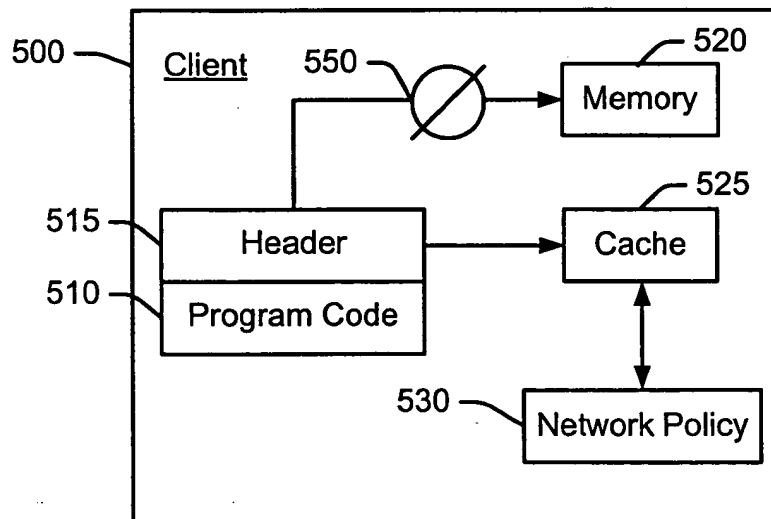 500
Client
550
520
Memory
515
Header
525
Cache
510
Program Code
530
Network Policy